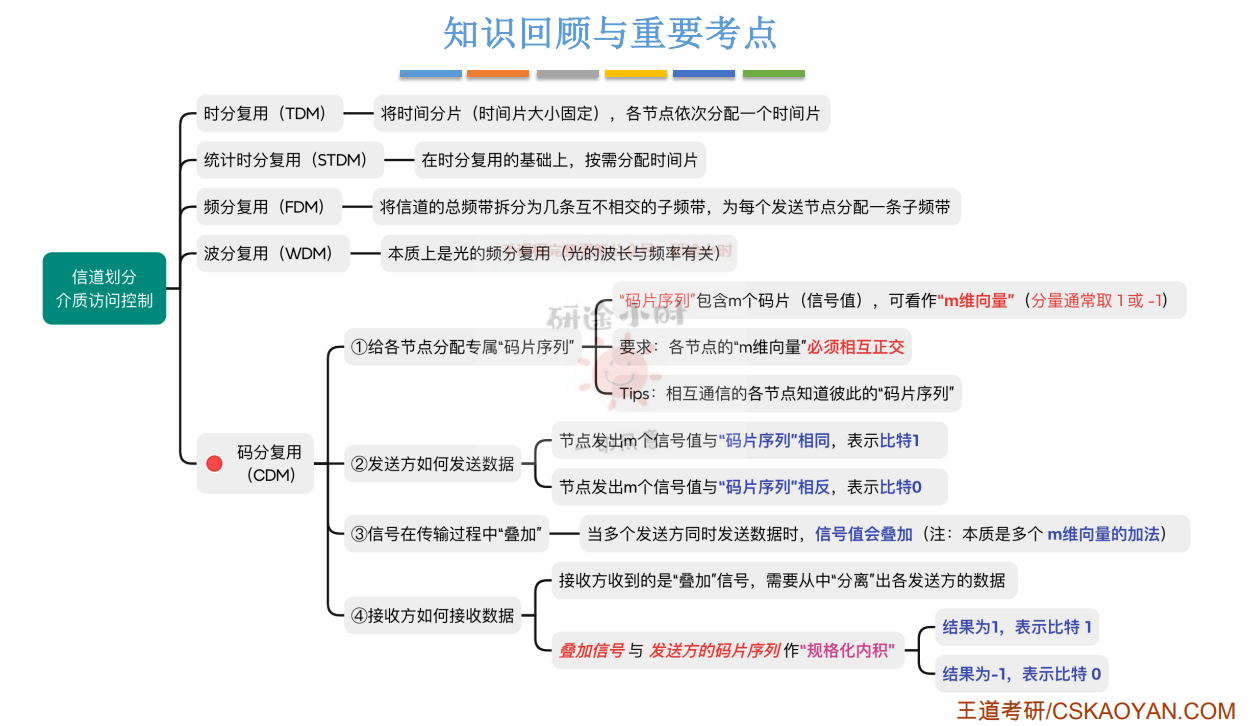 知识回顾与重要考点
时分复用（TDM）
将时间分片（时间片大小固定），各节点依次分配一个时间片
统计时分复用（STDM）
在时分复用的基础上，按需分配时间片
频分复用（FDM）
将信道的总频带拆分为几条互不相交的子频带，为每个发送节点分配一条子频带
波分复用（WDM）
本质上是光的频分复用（光的波长与频率有关）
信道划分
介质访问控制
研途小时
“码片序列”包含m个码片（信号值），可看作“m维向量”（分量通常取 1 或 -1）
①给各节点分配专属“码片序列”
要求：各节点的“m维向量”必须相互正交
Tips：相互通信的各节点知道彼此的“码片序列”
码分复用
（CDM）
②发送方如何发送数据
节点发出m个信号值与“码片序列”相同，表示比特1
节点发出m个信号值与“码片序列”相反，表示比特0
③信号在传输过程中“叠加”
当多个发送方同时发送数据时，信号值会叠加（注：本质是多个 m维向量的加法）
④接收方如何接收数据
接收方收到的是“叠加”信号，需要从中“分离”出各发送方的数据
叠加信号 与 发送方的码片序列 作“规格化内积”
结果为1，表示比特 1
结果为-1，表示比特 0
王道考研/CSKAOYAN.COM